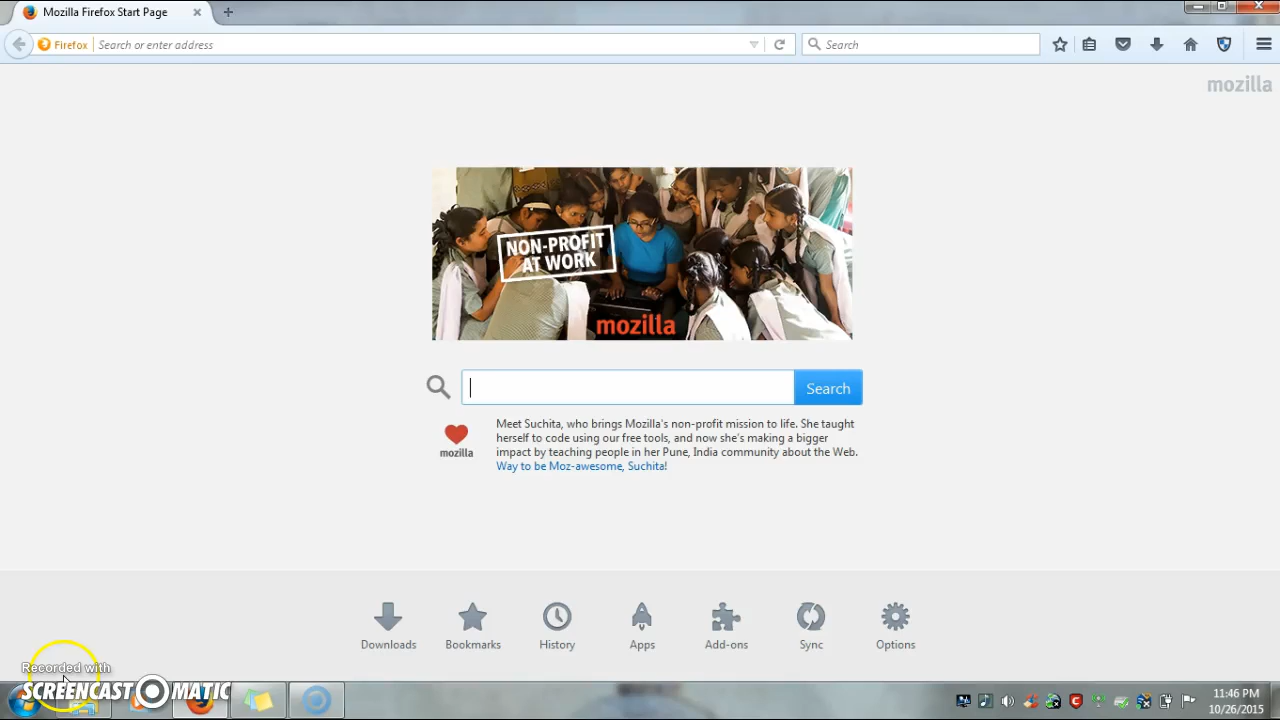 Mozilla Firefox Start Page
Firefox
Search or enter address
Search
mozilla
NON-PROFIT
AT WORK
mozilla
Search
mozilla
Meet Suchita, who brings Mozilla's non-profit mission to life. She taught
herself to code using our free tools, and now she's making a bigger
impact by teaching people in her Pune, India community about the Web.
Way to be Moz-awesome, Suchita!
Downloads
Bookmarks
History
Apps
Add-ons
Sync
Options
Recorded with
SCREENCAST MATIC
11:46 PM
10/26/2015